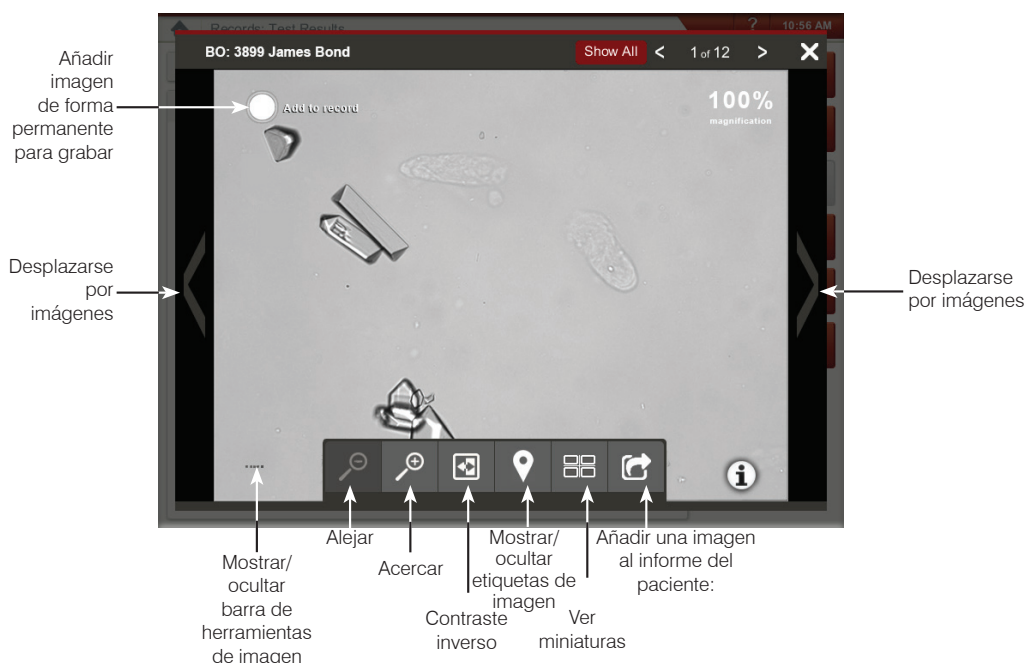 Records: Test Results
?
10:56 AM
BO: 3899 James Bond
Show All
<
1 of 12
>
X
Añadir
imagen
de forma
permanente
para grabar
Add to record
100%
magnification
Desplazarse
por
imágenes
Desplazarse
por imágenes
i
Mostrar/
ocultar
barra de
herramientas
de imagen
Alejar
Acercar
Contraste
inverso
Mostrar/
ocultar
etiquetas de
imagen
Ver
miniaturas
Añadir una imagen
al informe del
paciente: